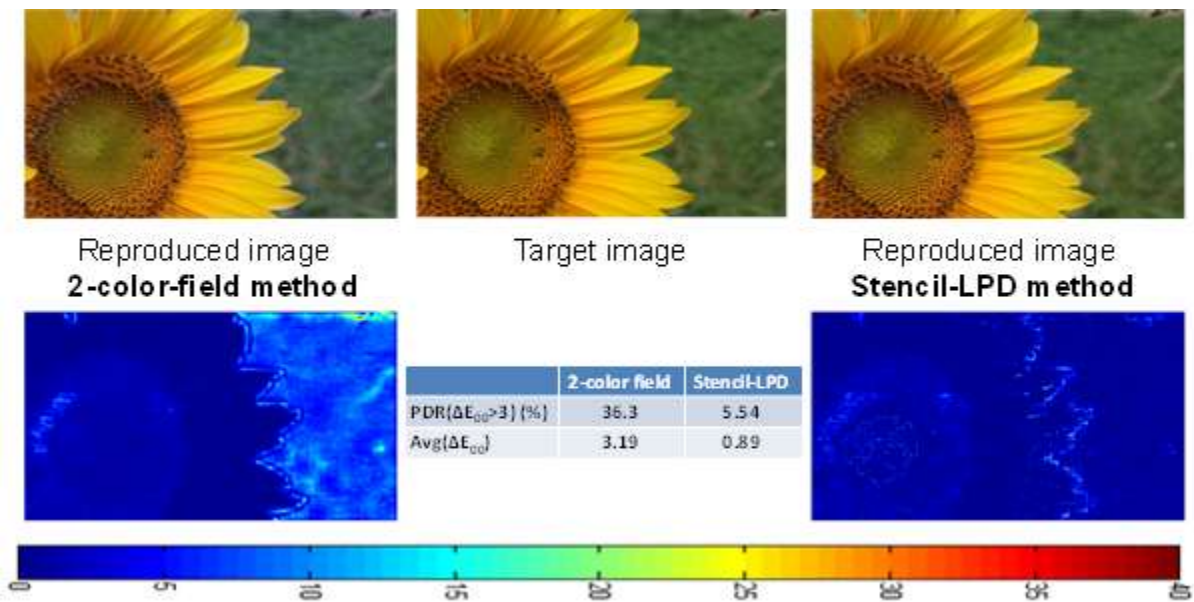 Reproduced image
2-color-field method
Target image
Reproduced image
Stencil-LPD method
2-color field Stencil-LPD
PDR(ΔE₀₀>3) (%) 36.3 5.54
Avg(ΔE₀₀) 3.19 0.89
0 5 10 15 20 25 30 35 40